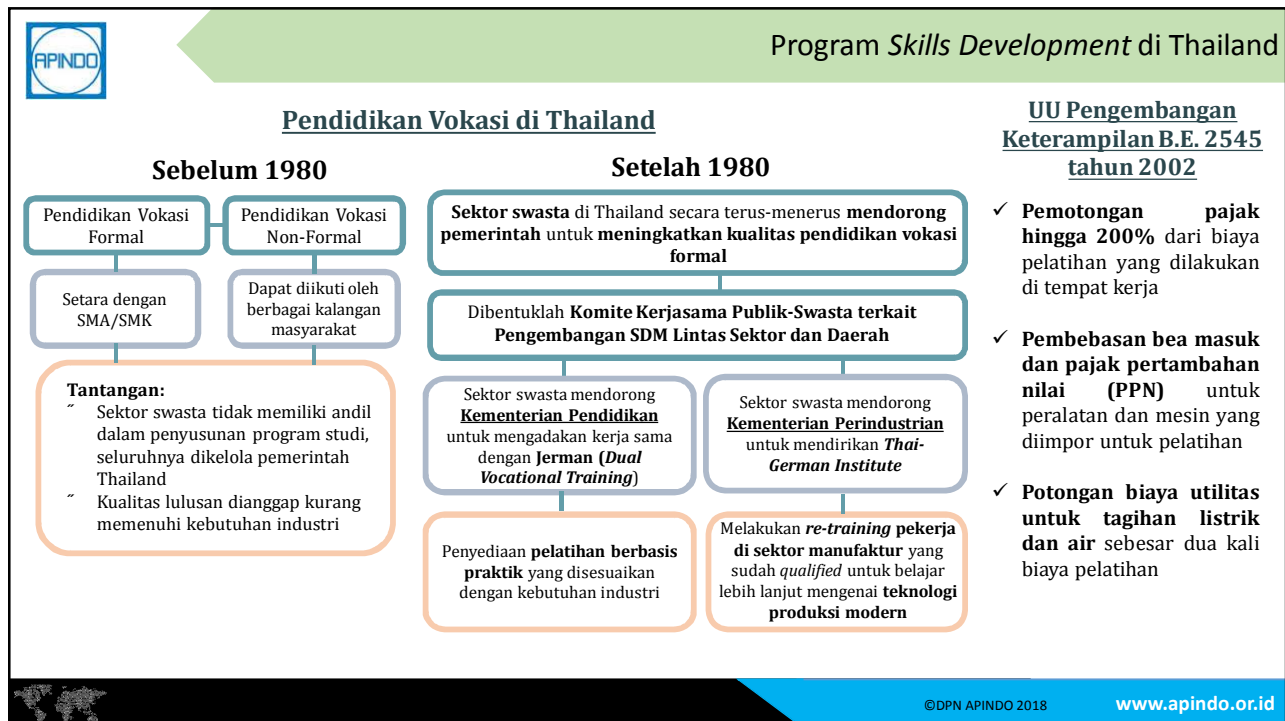 APINDO
Program Skills Development di Thailand
Pendidikan Vokasi di Thailand
Sebelum 1980
Pendidikan Vokasi
Formal
Pendidikan Vokasi
Non-Formal
Setara dengan
SMA/SMK
Dapat diikuti oleh
berbagai kalangan
masyarakat
Tantangan:
˝ Sektor swasta tidak memiliki andil
dalam penyusunan program studi,
seluruhnya dikelola pemerintah
Thailand
˝ Kualitas lulusan dianggap kurang
memenuhi kebutuhan industri
Setelah 1980
Sektor swasta di Thailand secara terus-menerus mendorong
pemerintah untuk meningkatkan kualitas pendidikan vokasi
formal
Dibentuklah Komite Kerjasama Publik-Swasta terkait
Pengembangan SDM Lintas Sektor dan Daerah
Sektor swasta mendorong
Kementerian Pendidikan
untuk mengadakan kerja sama
dengan Jerman (Dual
Vocational Training)
Sektor swasta mendorong
Kementerian Perindustrian
untuk mendirikan Thai-
German Institute
Penyediaan pelatihan berbasis
praktik yang disesuaikan
dengan kebutuhan industri
Melakukan re-training pekerja
di sektor manufaktur yang
sudah qualified untuk belajar
lebih lanjut mengenai teknologi
produksi modern
UU Pengembangan
Keterampilan B.E. 2545
tahun 2002
✓ Pemotongan pajak
hingga 200% dari biaya
pelatihan yang dilakukan
di tempat kerja
✓ Pembebasan bea masuk
dan pajak pertambahan
nilai (PPN) untuk
peralatan dan mesin yang
diimpor untuk pelatihan
✓ Potongan biaya utilitas
untuk tagihan listrik
dan air sebesar dua kali
biaya pelatihan
©DPN APINDO 2018
www.apindo.or.id